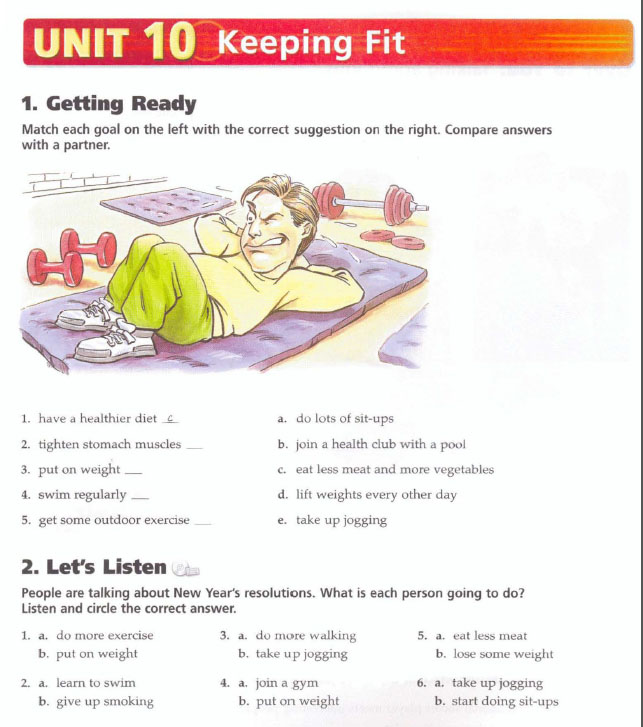 UNIT 10 Keeping Fit
1. Getting Ready
Match each goal on the left with the correct suggestion on the right. Compare answers
with a partner.
1. have a healthier diet c
2. tighten stomach muscles ___
3. put on weight ___
4. swim regularly ___
5. get some outdoor exercise ___
a. do lots of sit-ups
b. join a health club with a pool
c. eat less meat and more vegetables
d. lift weights every other day
e. take up jogging
2. Let's Listen
People are talking about New Year's resolutions. What is each person going to do?
Listen and circle the correct answer.
1. a. do more exercise
b. put on weight
2. a. learn to swim
b. give up smoking
3. a. do more walking
b. take up jogging
4. a. join a gym
b. put on weight
5. a. eat less meat
b. lose some weight
6. a. take up jogging
b. start doing sit-ups